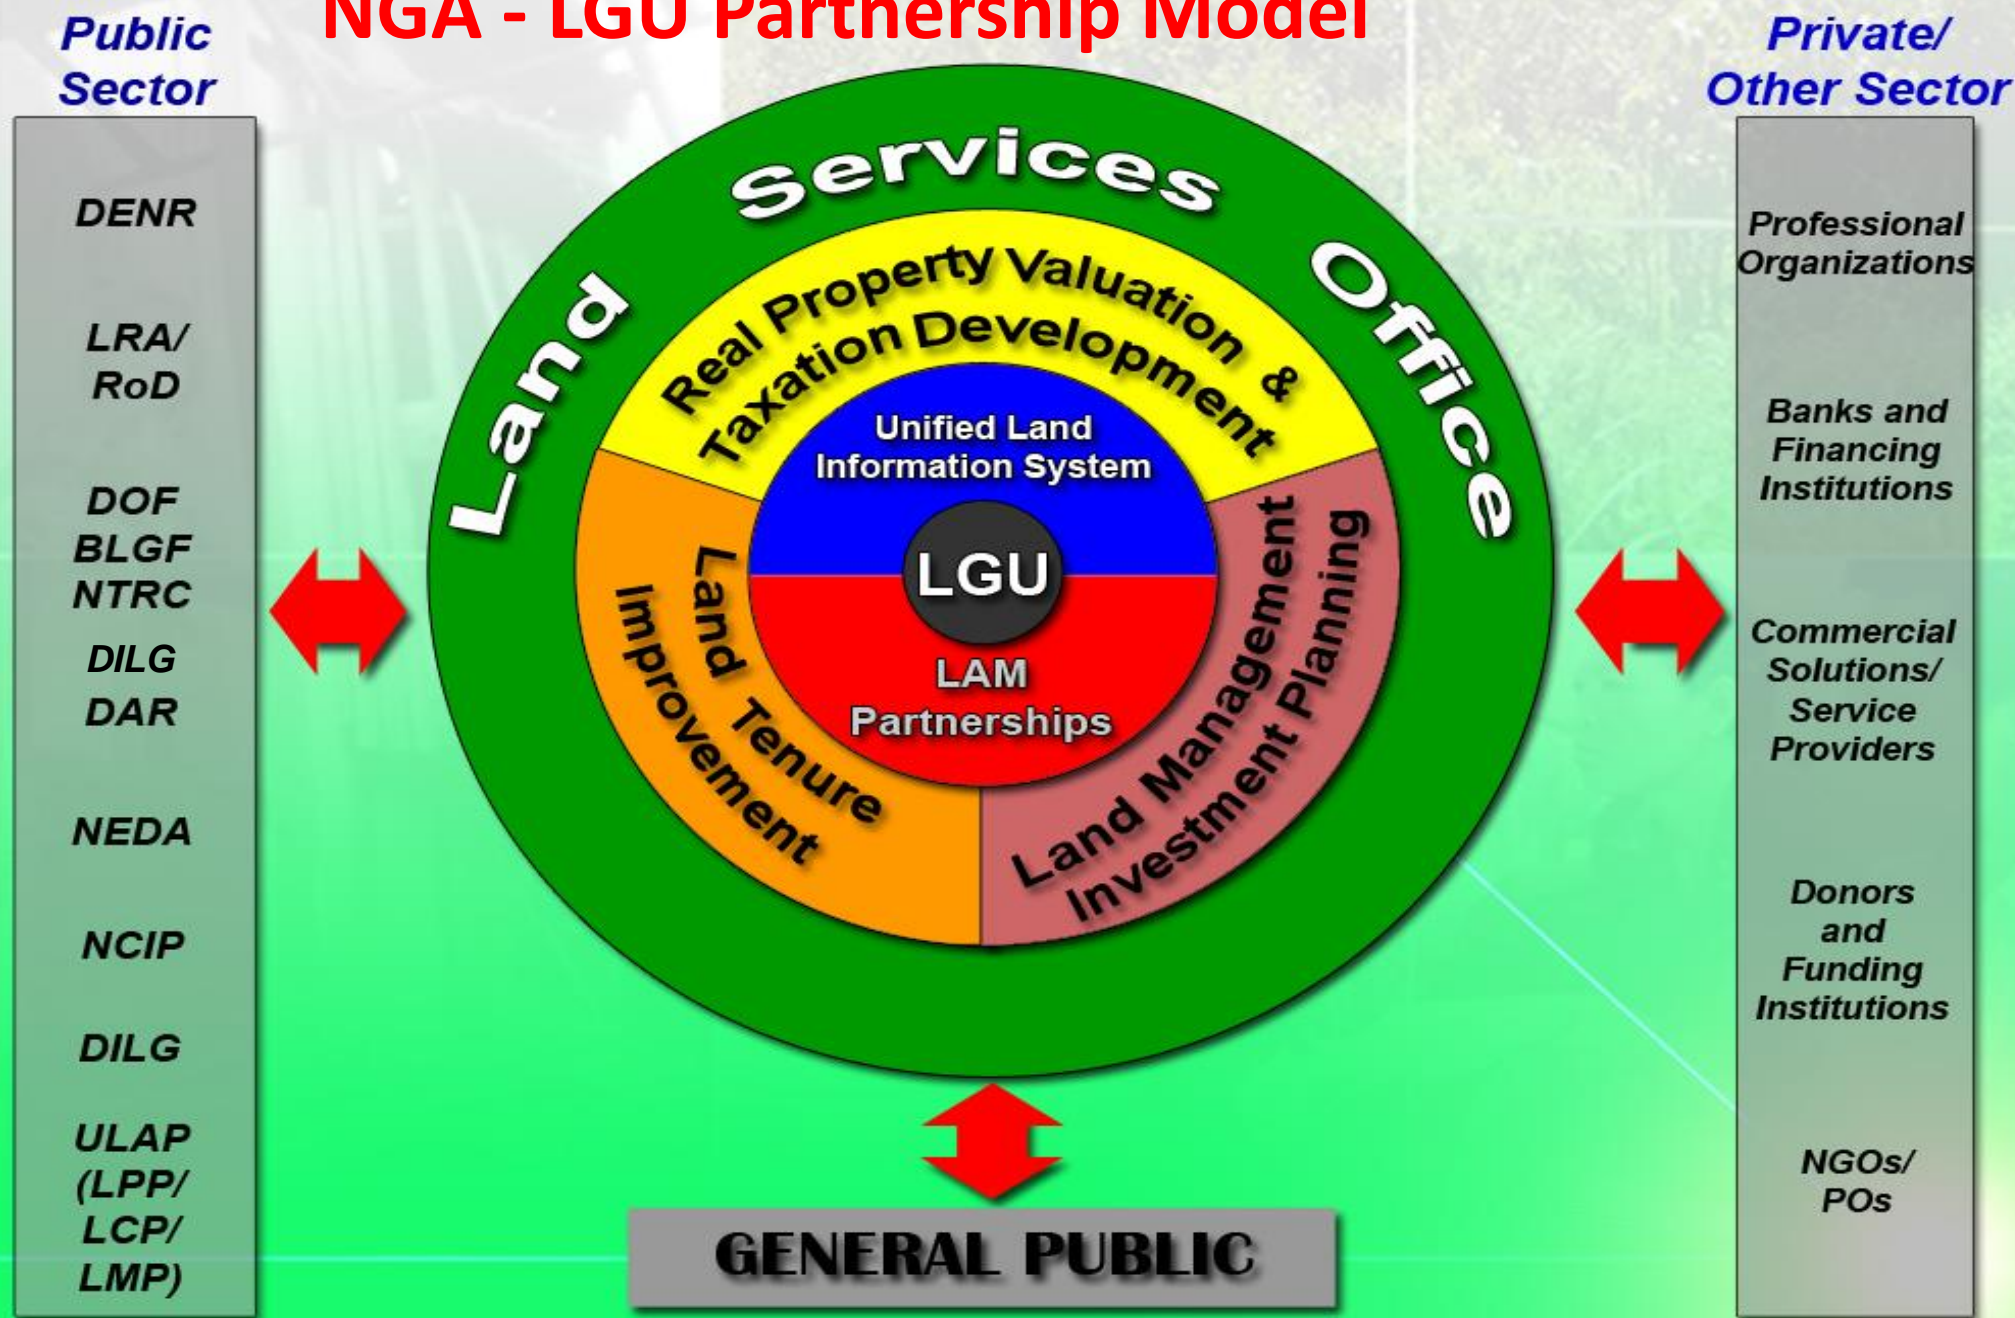 NGA - LGU Partnership Model
Public
Sector
DENR
LRA/
RoD
DOF
BLGF
NTRC
DILG
DAR
NEDA
NCIP
DILG
ULAP
(LPP/
LCP/
LMP)
Land Services Office
Real Property Valuation &
Taxation Development
Unified Land
Information System
LGU
LAM
Partnerships
Land Tenure
Improvement
Land Management
Investment Planning
GENERAL PUBLIC
Private/
Other Sector
Professional
Organizations
Banks and
Financing
Institutions
Commercial
Solutions/
Service
Providers
Donors
and
Funding
Institutions
NGOs/
POs